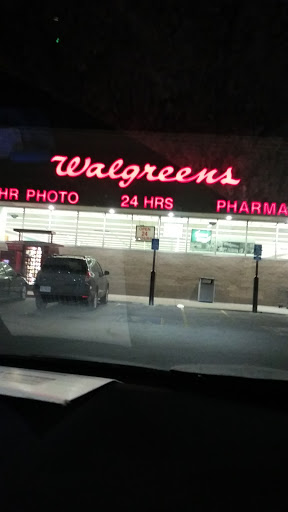 Walgreens
HR PHOTO 24 HRS PHARMA